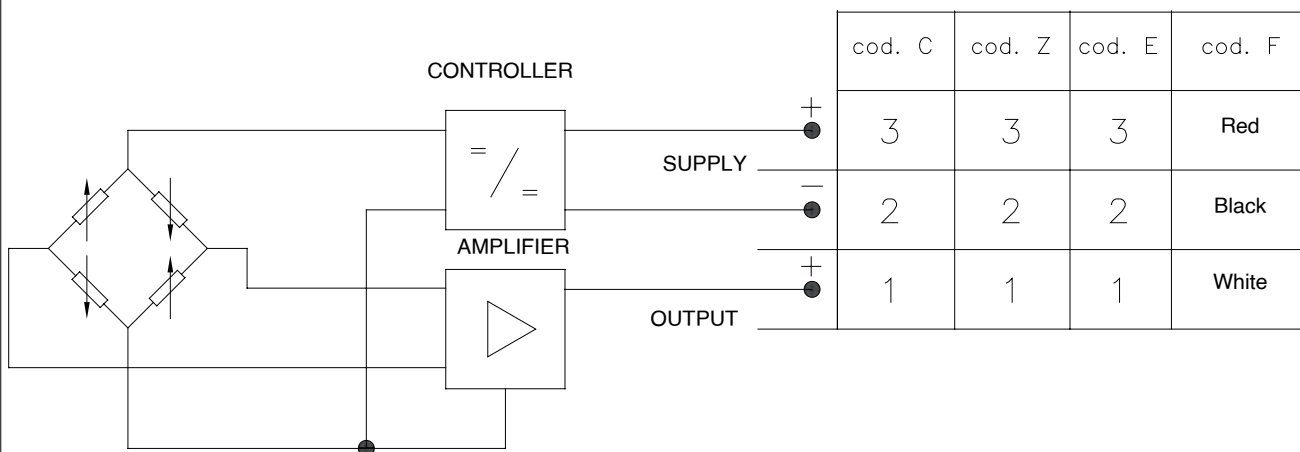 cod. C cod. Z cod. E cod. F
CONTROLLER
+ 3 3 3 Red
=/=
SUPPLY
− 2 2 2 Black
AMPLIFIER
+ 1 1 1 White
OUTPUT